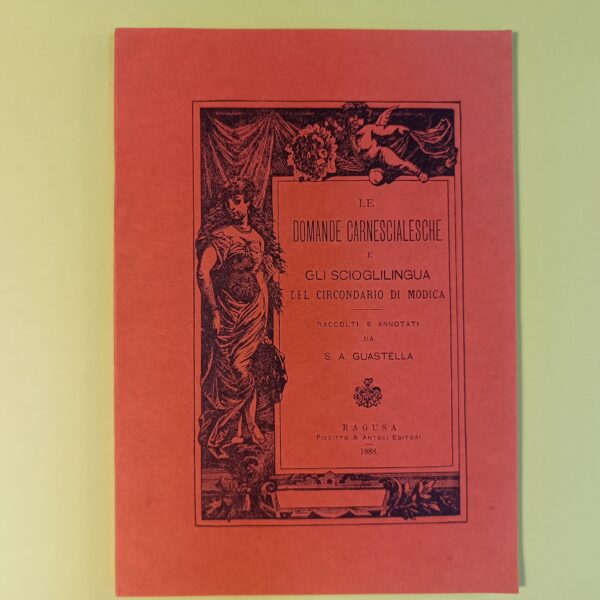 LE
DOMANDE CARNESCIALESCHE
E
GLI SCIOGLILINGUA
DEL CIRCONDARIO DI MODICA
RACCOLTI E ANNOTATI
DA
S. A. GUASTELLA
RAGUSA
PICCITTO & ANTOCI EDITORI
1888.